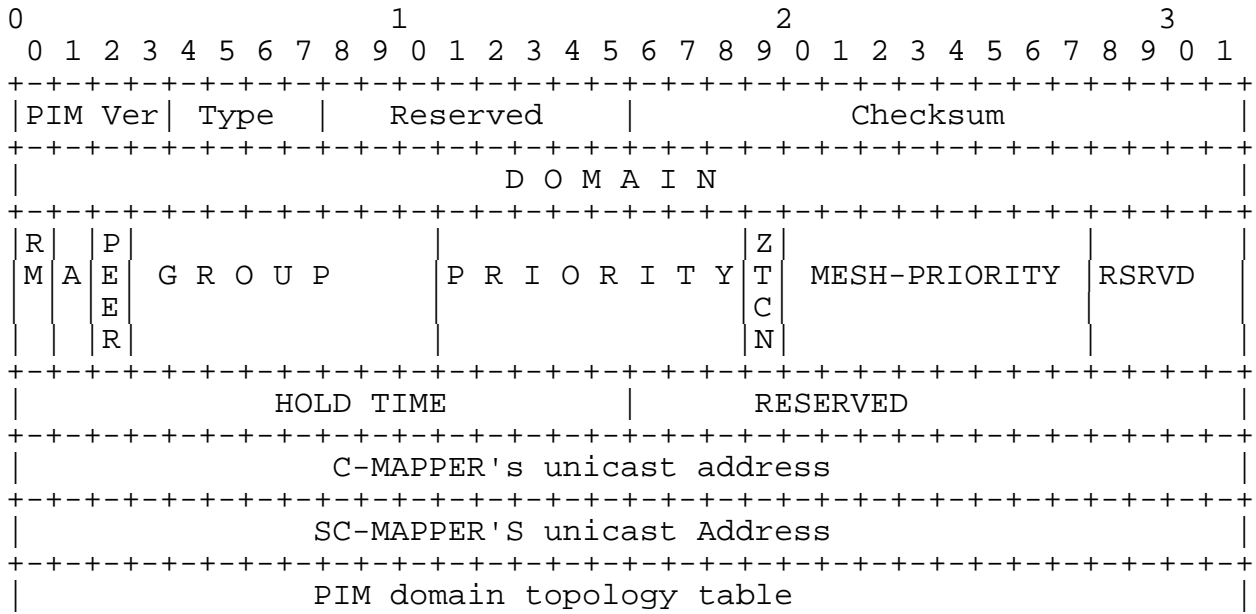 0                   1                   2                   3
 0 1 2 3 4 5 6 7 8 9 0 1 2 3 4 5 6 7 8 9 0 1 2 3 4 5 6 7 8 9 0 1
+-+-+-+-+-+-+-+-+-+-+-+-+-+-+-+-+-+-+-+-+-+-+-+-+-+-+-+-+-+-+-+-+
|PIM Ver| Type  |   Reserved    |           Checksum            |
+-+-+-+-+-+-+-+-+-+-+-+-+-+-+-+-+-+-+-+-+-+-+-+-+-+-+-+-+-+-+-+-+
|                         D O M A I N                           |
+-+-+-+-+-+-+-+-+-+-+-+-+-+-+-+-+-+-+-+-+-+-+-+-+-+-+-+-+-+-+-+-+
|R| |P|               |               |Z|               |       |
|M|A|E| G R O U P     |P R I O R I T Y|T| MESH-PRIORITY |RSRVD  |
| | |E|               |               |C|               |       |
| | |R|               |               |N|               |       |
+-+-+-+-+-+-+-+-+-+-+-+-+-+-+-+-+-+-+-+-+-+-+-+-+-+-+-+-+-+-+-+-+
|             HOLD TIME         |      RESERVED                 |
+-+-+-+-+-+-+-+-+-+-+-+-+-+-+-+-+-+-+-+-+-+-+-+-+-+-+-+-+-+-+-+-+
|                C-MAPPER's unicast address                     |
+-+-+-+-+-+-+-+-+-+-+-+-+-+-+-+-+-+-+-+-+-+-+-+-+-+-+-+-+-+-+-+-+
|               SC-MAPPER'S unicast Address                     |
+-+-+-+-+-+-+-+-+-+-+-+-+-+-+-+-+-+-+-+-+-+-+-+-+-+-+-+-+-+-+-+-+
|               PIM domain topology table                       |